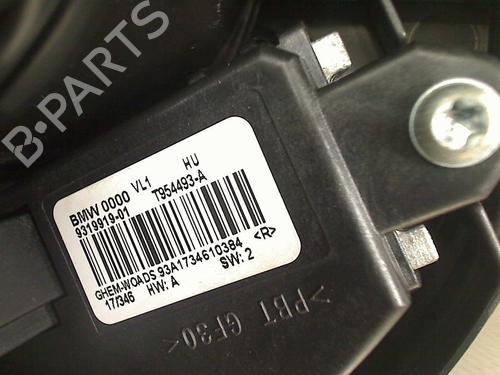 B-PARTS
BMW 0000 VL1 HU
9319919-01 T954493-A
GHEM-WOADS 93A1734610384 <R>
17/346 HW: A SW: 2
>PBT GF30<